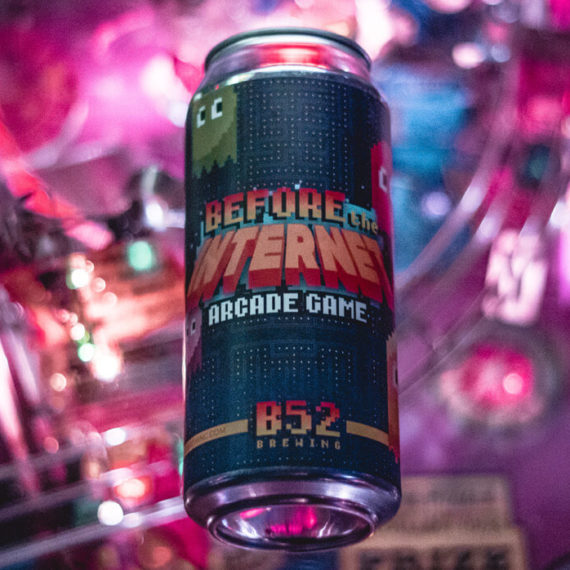 BEFORE the
INTERNET
ARCADE GAME
B52
BREWING